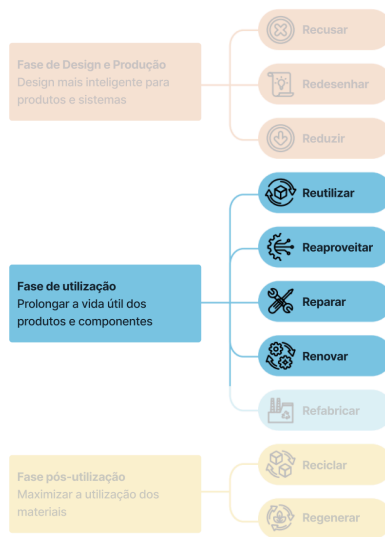 Recusar
Fase de Design e Produção
Design mais inteligente para
produtos e sistemas
Redesenhar
Reduzir
Reutilizar
Reaproveitar
Fase de utilização
Prolongar a vida útil dos
produtos e componentes
Reparar
Renovar
Refabricar
Reciclar
Fase pós-utilização
Maximizar a utilização dos
materiais
Regenerar